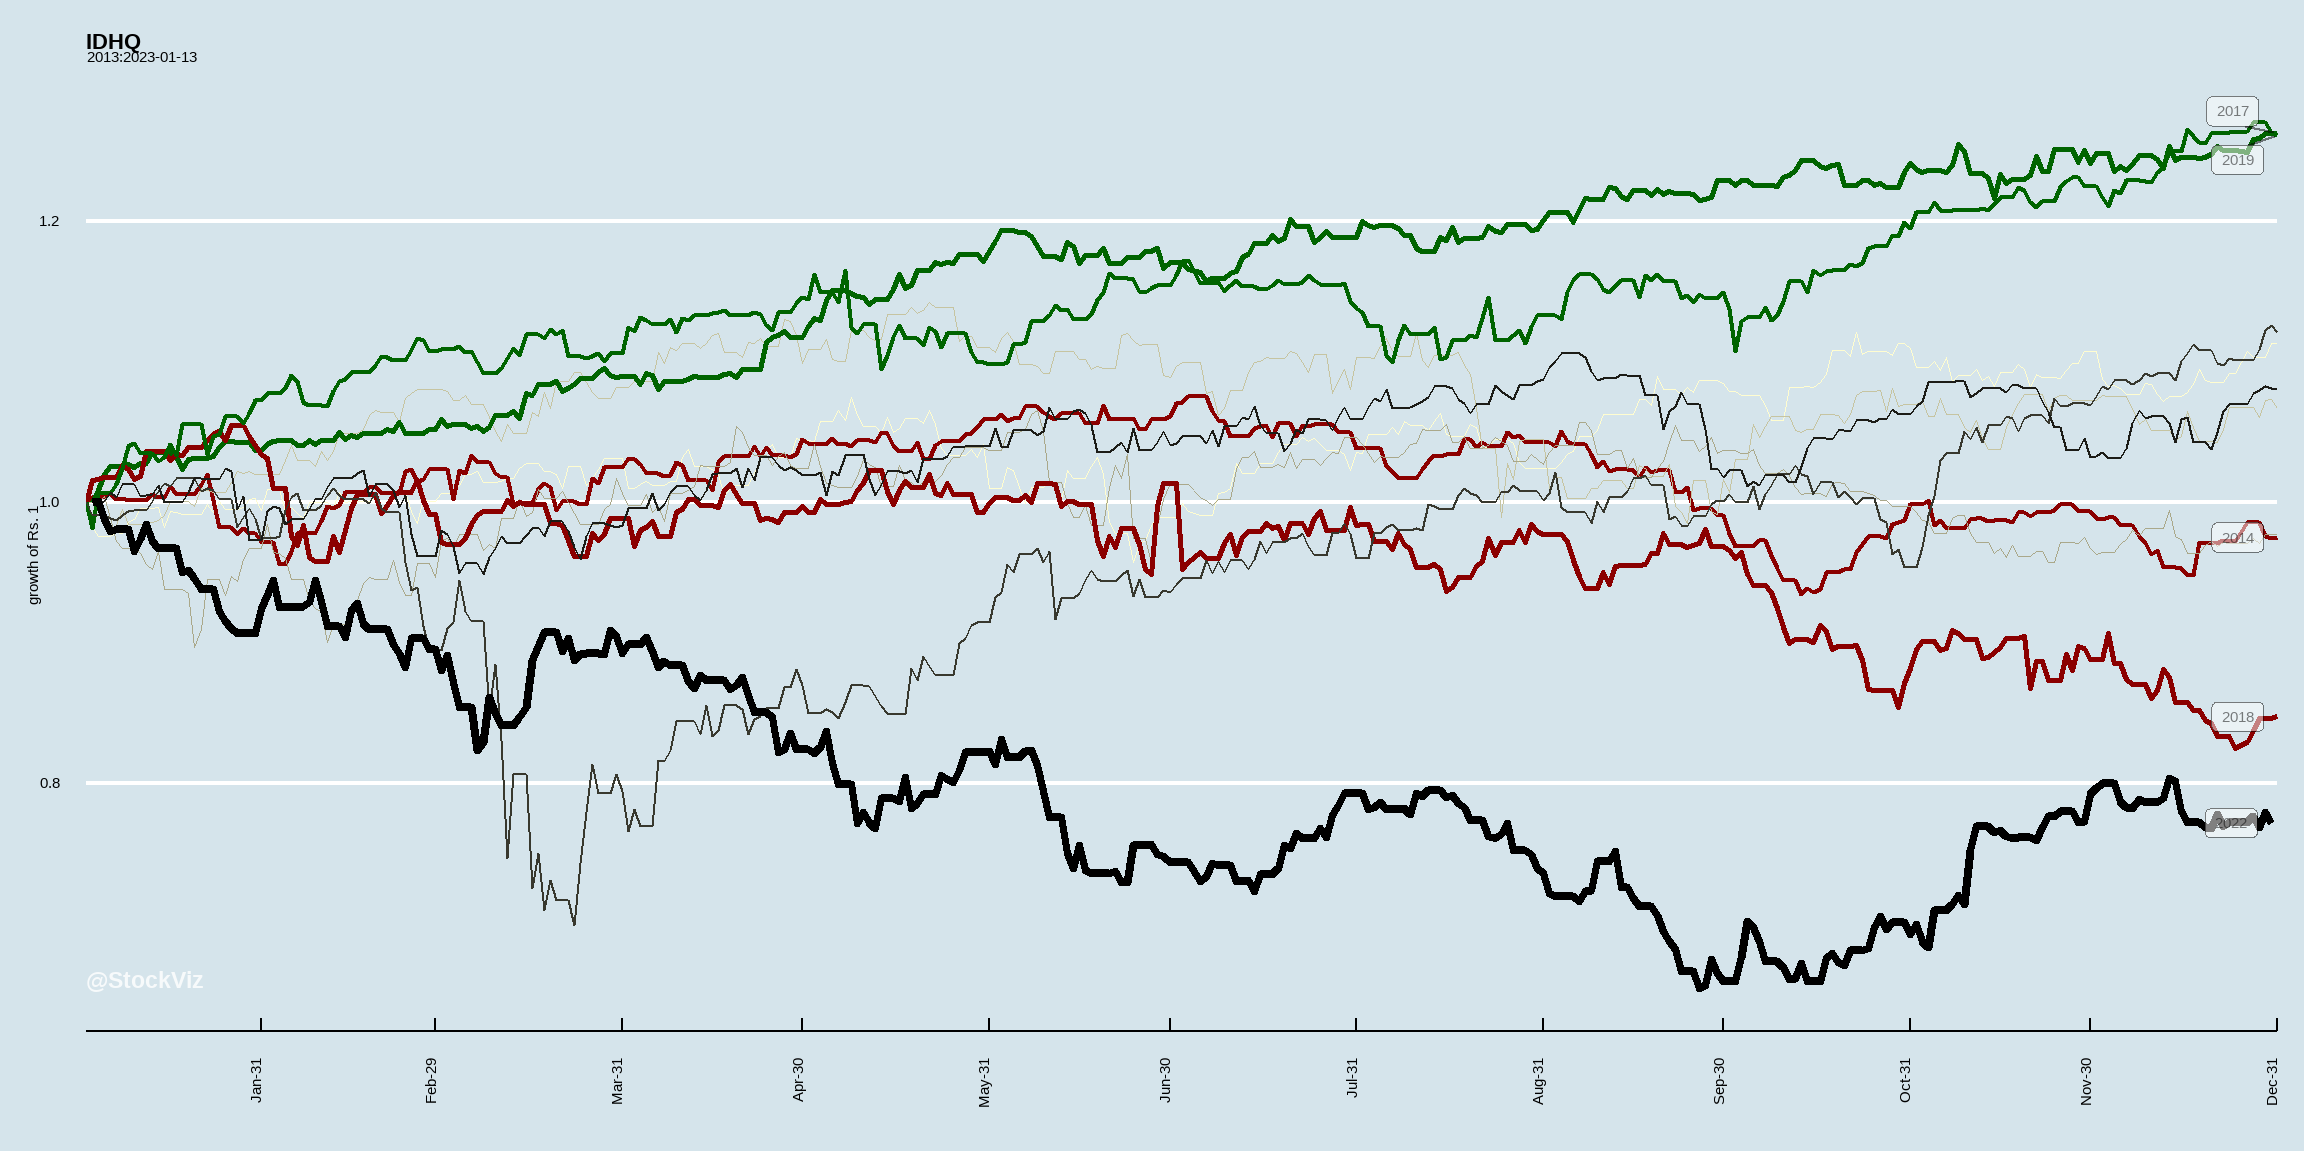 IDHQ
2013:2023-01-13
2017
2019
1.2
1.0
growth of Rs. 1
2014
2018
0.8
2022
@StockViz
Jan-31
Feb-29
Mar-31
Apr-30
May-31
Jun-30
Jul-31
Aug-31
Sep-30
Oct-31
Nov-30
Dec-31